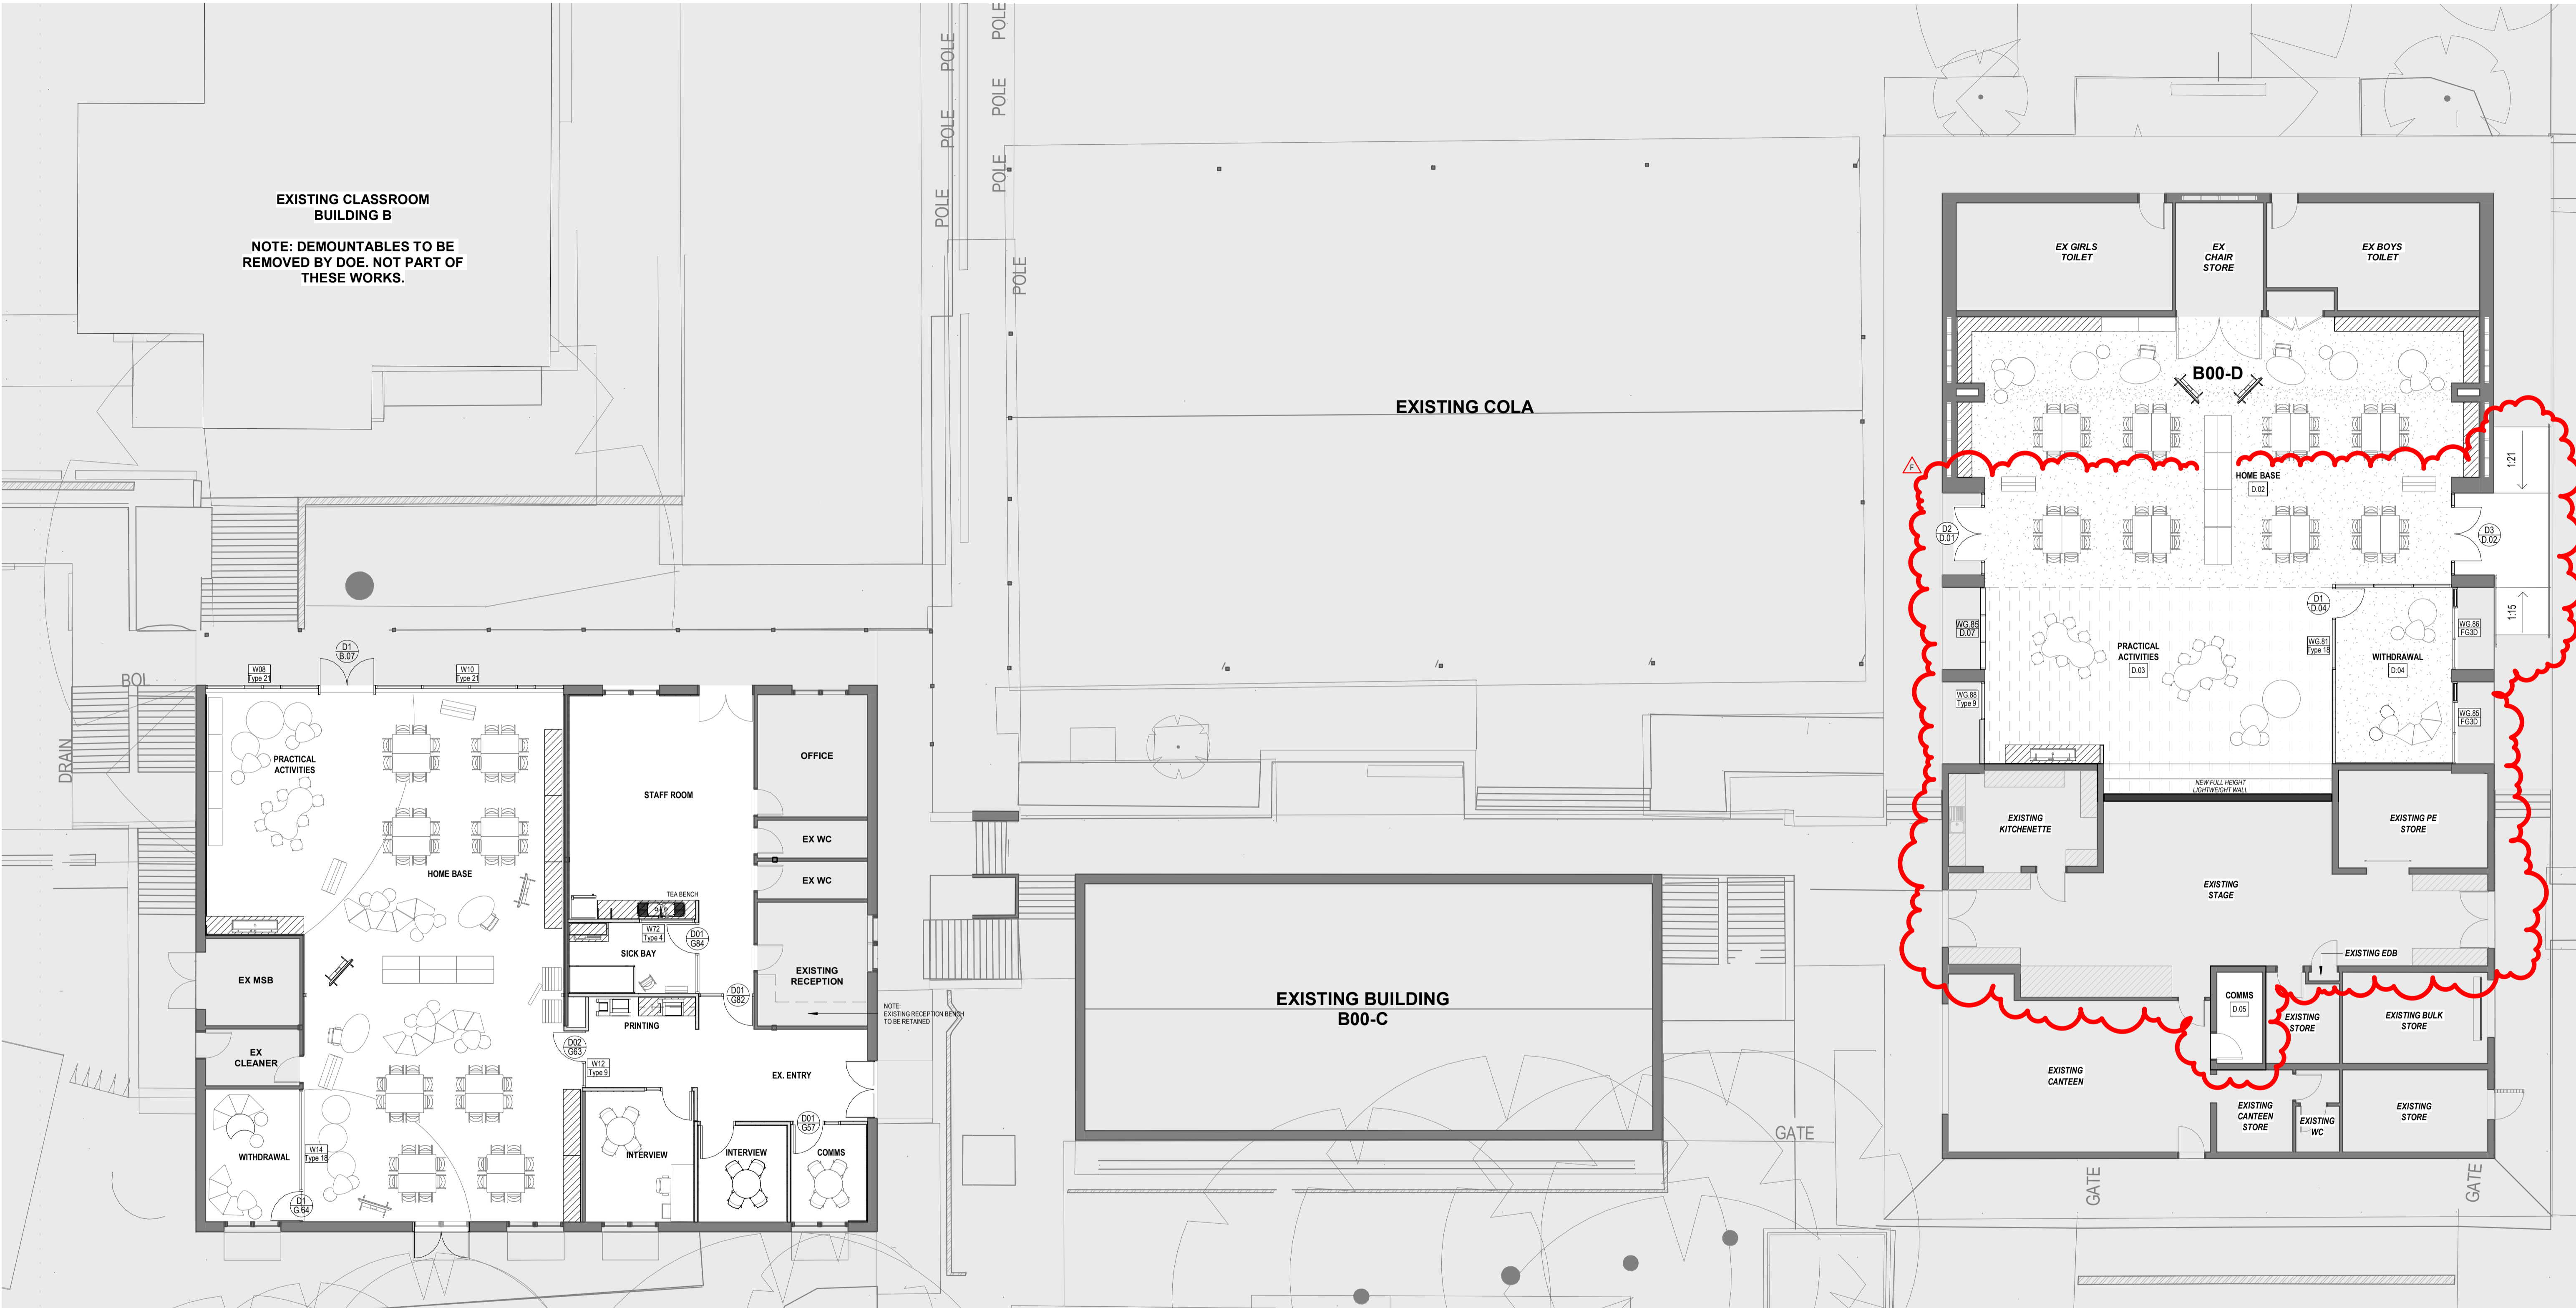 POLE
POLE
POLE
POLE
POLE
POLE
POLE
POLE
EXISTING CLASSROOM
BUILDING B
NOTE: DEMOUNTABLES TO BE
REMOVED BY DOE. NOT PART OF
THESE WORKS.
EXISTING COLA
EX GIRLS
TOILET
EX
CHAIR
STORE
EX BOYS
TOILET
B00-D
F
1:21
HOME BASE
D.02
D2
D.01
D3
D.02
1:15
D1
D.04
WG.85
D.07
WG.86
FG3D
WG.81
Type 18
PRACTICAL
ACTIVITIES
D.03
WITHDRAWAL
D.04
WG.88
Type 9
WG.85
FG3D
NEW FULL HEIGHT
LIGHTWEIGHT WALL
EXISTING
KITCHENETTE
EXISTING PE
STORE
EXISTING
STAGE
EXISTING EDB
COMMS
D.05
EXISTING
STORE
EXISTING BULK
STORE
EXISTING
CANTEEN
EXISTING
CANTEEN
STORE
EXISTING
WC
EXISTING
STORE
GATE
GATE
GATE
EXISTING BUILDING
B00-C
BOL
DRAIN
D1
B.07
W08
Type 21
W10
Type 21
PRACTICAL
ACTIVITIES
STAFF ROOM
OFFICE
EX WC
EX WC
HOME BASE
TEA BENCH
W72
Type 4
D01
G84
SICK BAY
EXISTING
RECEPTION
EX MSB
D01
G82
NOTE:
EXISTING RECEPTION BENCH
TO BE RETAINED
PRINTING
D02
G63
EX
CLEANER
W12
Type 9
EX. ENTRY
D01
G57
WITHDRAWAL
W14
Type 18
INTERVIEW
INTERVIEW
COMMS
D1
G.64